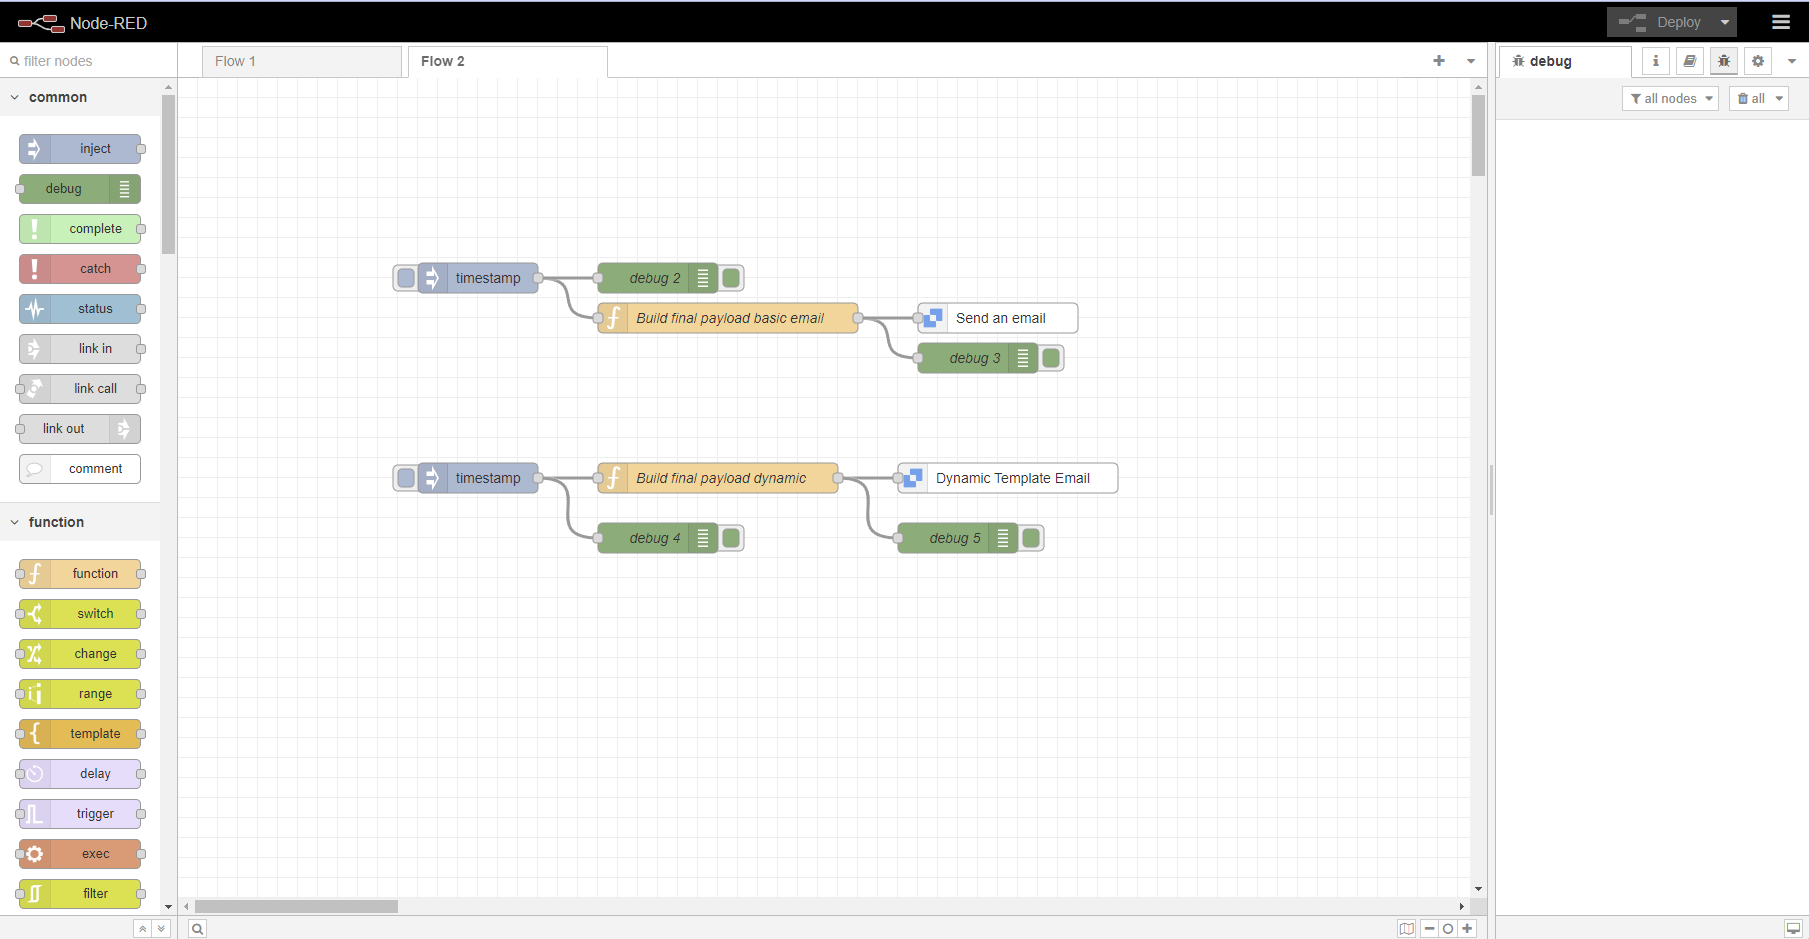 Node-RED
Deploy
filter nodes
Flow 1
Flow 2
debug
i
all nodes
all
common
inject
debug
complete
catch
status
link in
link call
link out
comment
function
function
switch
change
range
template
delay
trigger
exec
filter
timestamp
debug 2
Build final payload basic email
Send an email
debug 3
timestamp
Build final payload dynamic
Dynamic Template Email
debug 4
debug 5